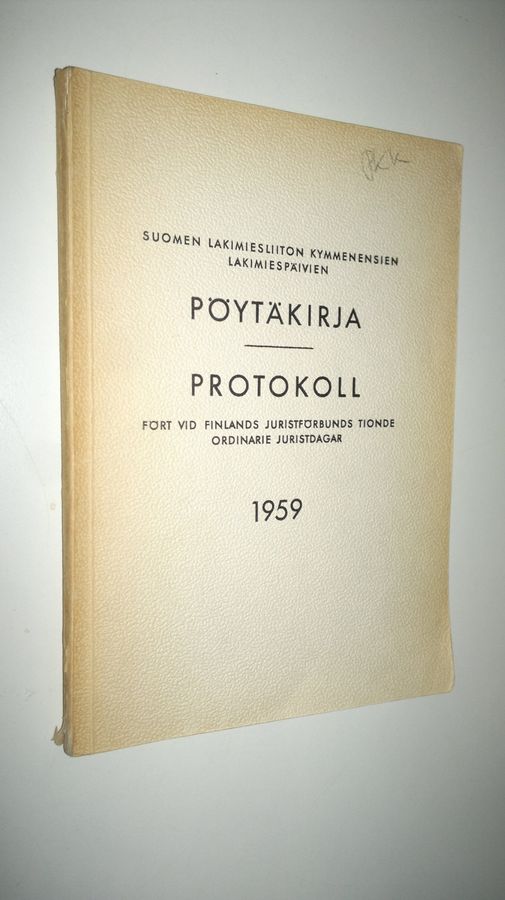 SUOMEN LAKIMIESLIITON KYMMENENSIEN
LAKIMIESPÄIVIEN
PÖYTÄKIRJA
PROTOKOLL
FÖRT VID FINLANDS JURISTFÖRBUNDS TIONDE
ORDINARIE JURISTDAGAR
1959